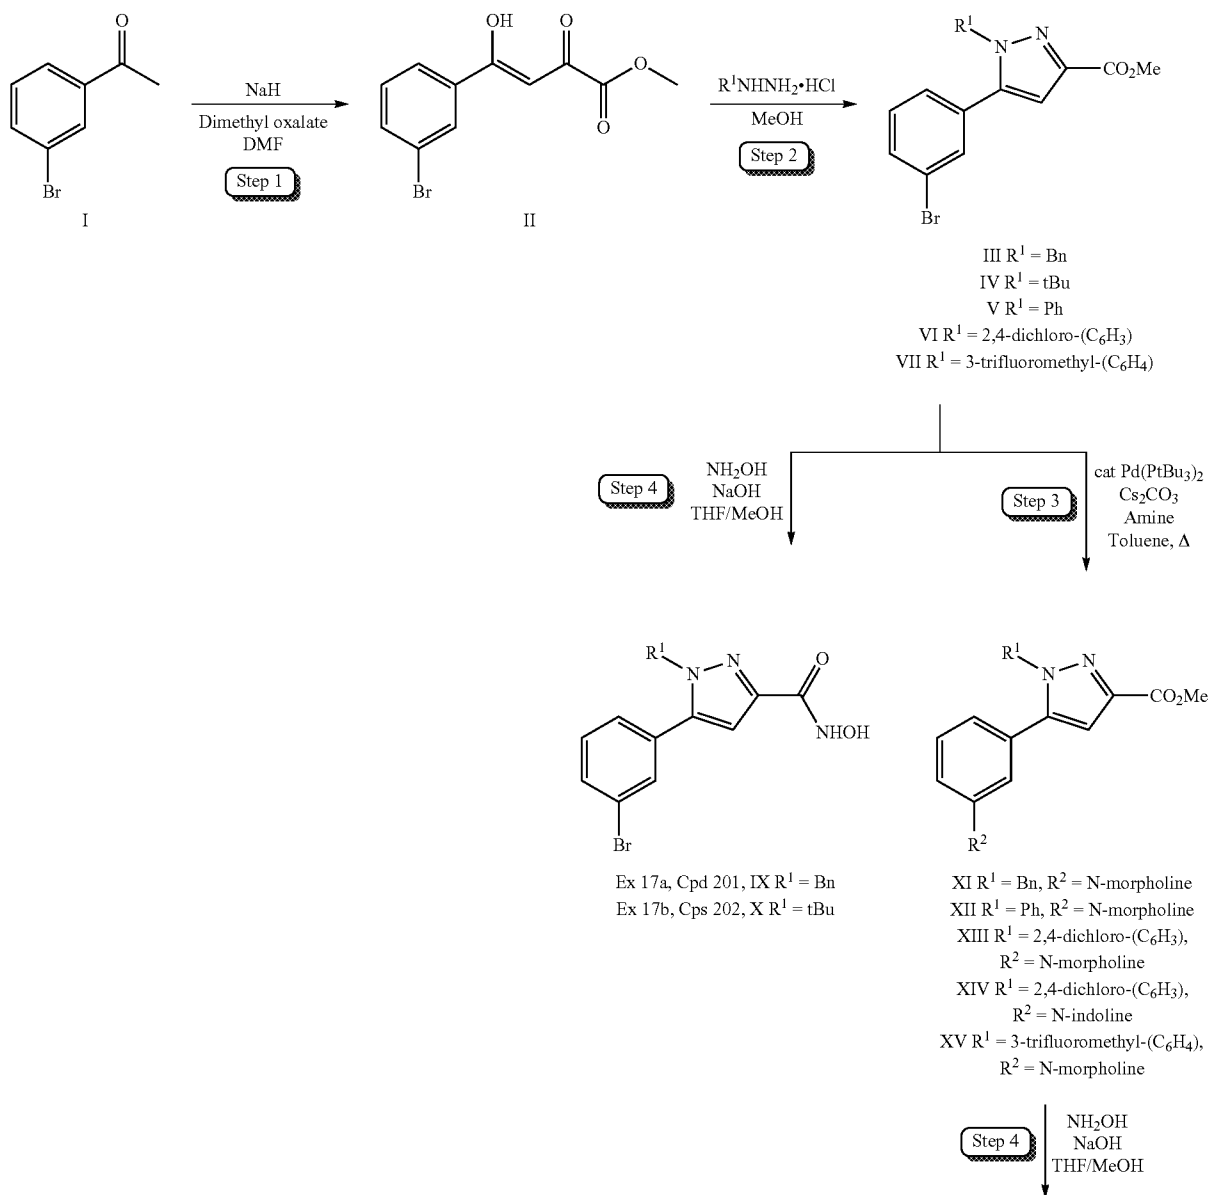 O
Br
I
NaH
Dimethyl oxalate
DMF
Step 1
OH
O
O
O
Br
II
R¹NHNH₂•HCl
MeOH
Step 2
R¹
N
N
CO₂Me
Br
III R¹ = Bn
IV R¹ = tBu
V R¹ = Ph
VI R¹ = 2,4-dichloro-(C₆H₃)
VII R¹ = 3-trifluoromethyl-(C₆H₄)
Step 4
NH₂OH
NaOH
THF/MeOH
Step 3
cat Pd(PtBu₃)₂
Cs₂CO₃
Amine
Toluene, Δ
R¹
N
N
O
NHOH
Br
Ex 17a, Cpd 201, IX R¹ = Bn
Ex 17b, Cps 202, X R¹ = tBu
R¹
N
N
CO₂Me
R²
XI R¹ = Bn, R² = N-morpholine
XII R¹ = Ph, R² = N-morpholine
XIII R¹ = 2,4-dichloro-(C₆H₃),
R² = N-morpholine
XIV R¹ = 2,4-dichloro-(C₆H₃),
R² = N-indoline
XV R¹ = 3-trifluoromethyl-(C₆H₄),
R² = N-morpholine
Step 4
NH₂OH
NaOH
THF/MeOH